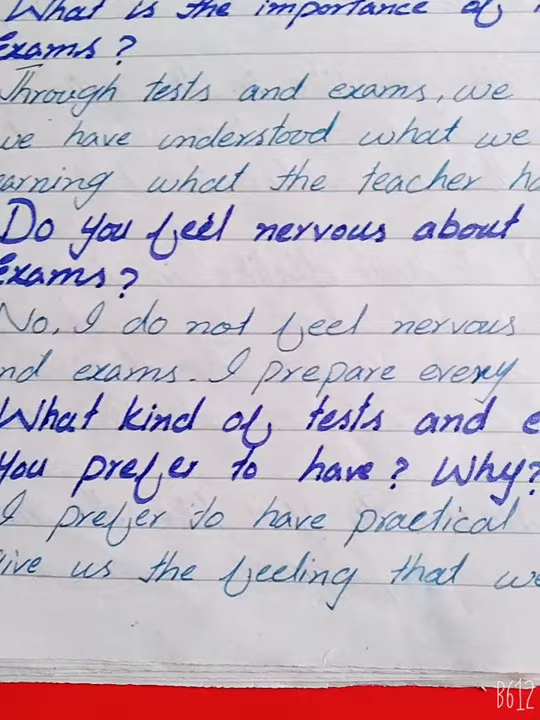 What is the importance of
Exams?
Through tests and exams, we
we have understood what we
earning what the teacher ha
Do you feel nervous about
Exams?
No, I do not feel nervous
nd exams. I prepare every
What kind of tests and e
you prefer to have? Why?
I prefer to have practical
ive us the feeling that we
B612